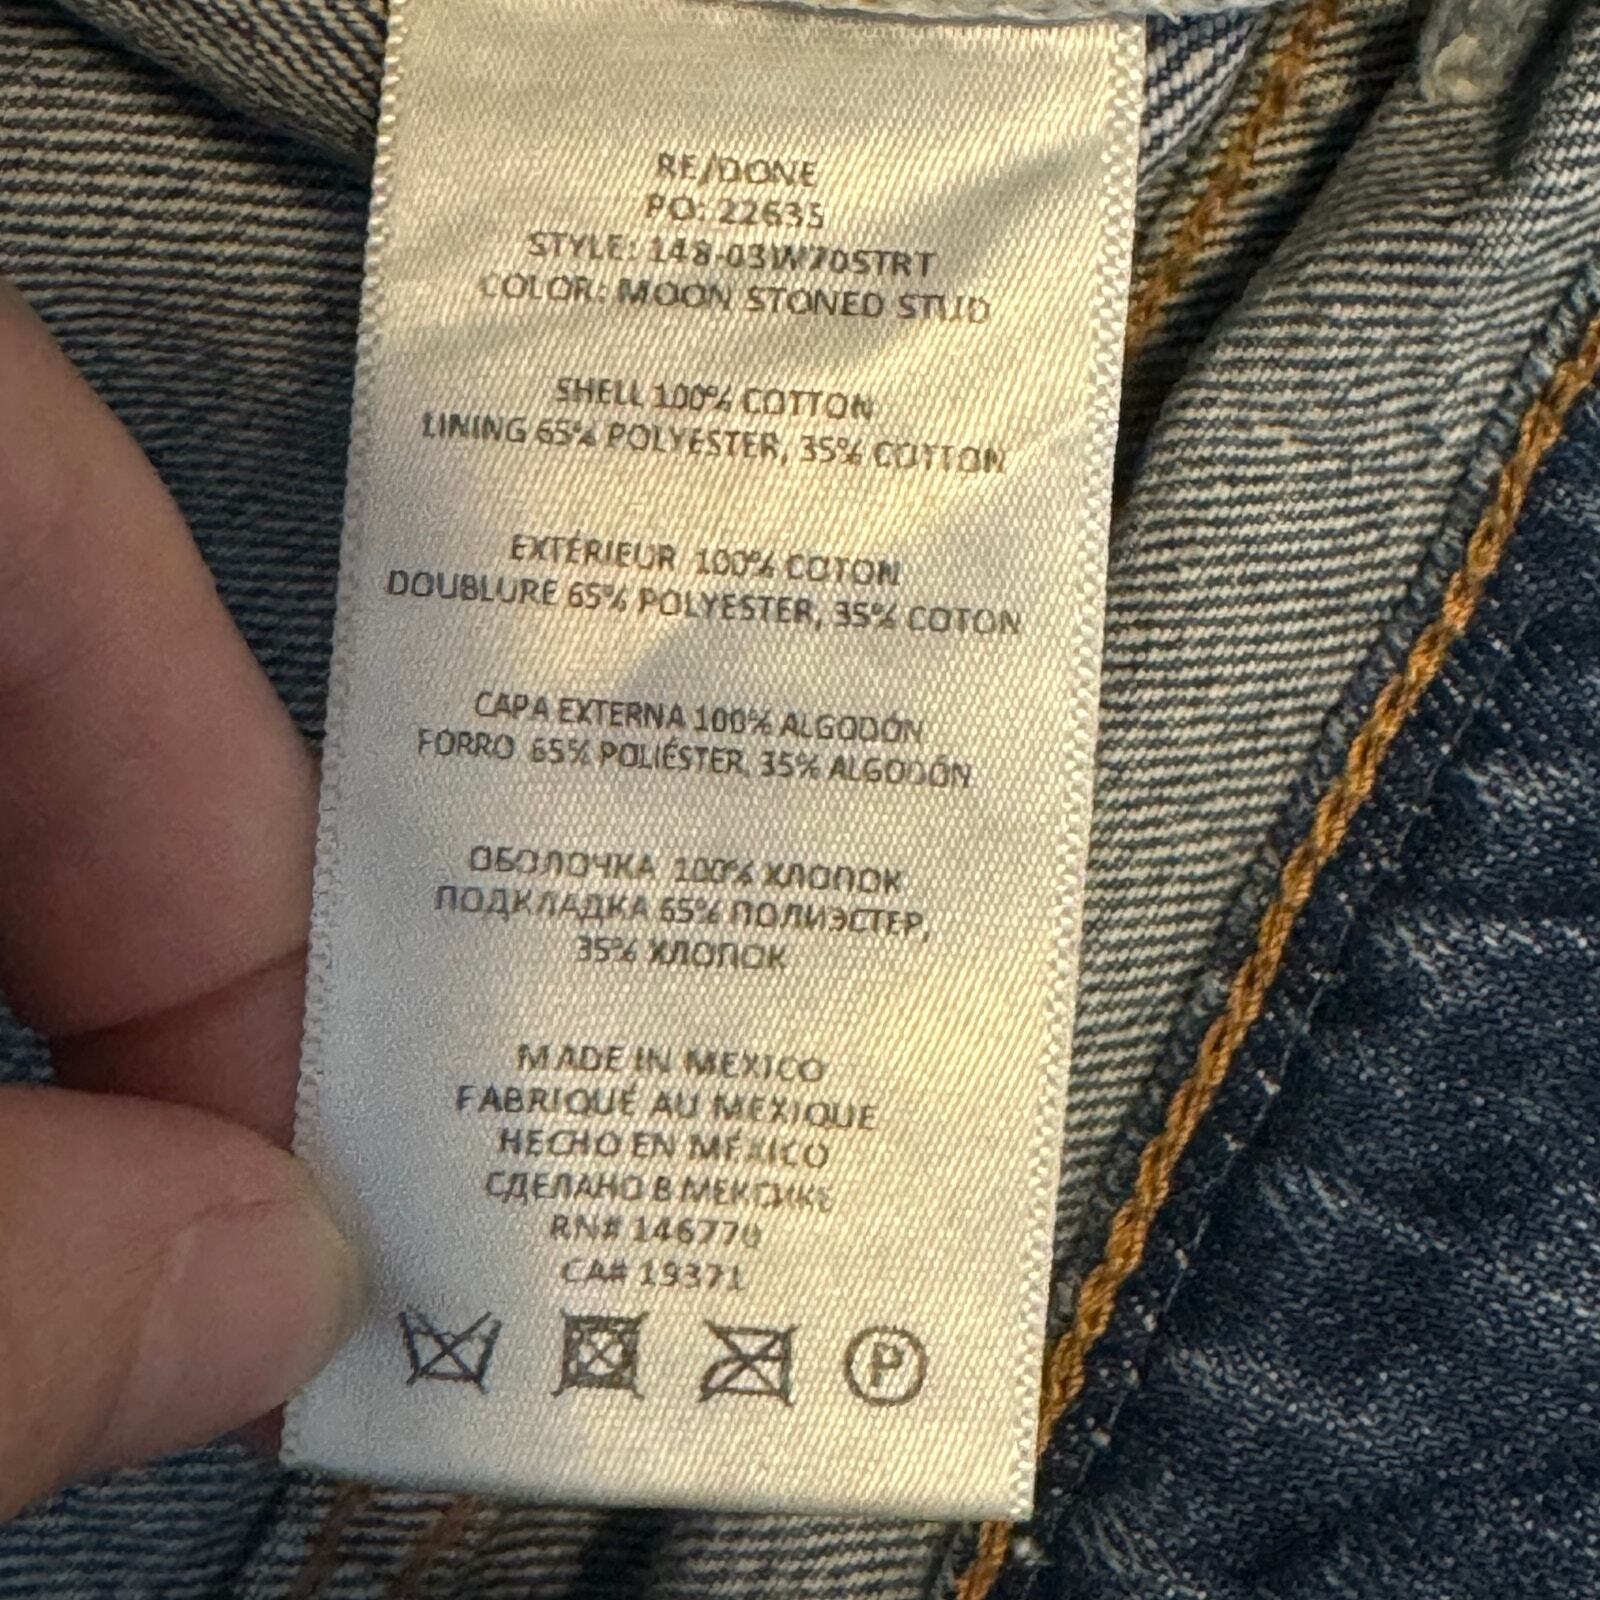 RE/DONE
PO: 22635
STYLE: 148-03W70STRT
COLOR: MOON STONED STUD
SHELL 100% COTTON
LINING 65% POLYESTER, 35% COTTON
EXTÉRIEUR 100% COTON
DOUBLURE 65% POLYESTER, 35% COTON
CAPA EXTERNA 100% ALGODÓN
FORRO 65% POLIÉSTER, 35% ALGODÓN
ОБОЛОЧКА 100% ХЛОПОК
ПОДКЛАДКА 65% ПОЛИЭСТЕР,
35% ХЛОПОК
MADE IN MEXICO
FABRIQUÉ AU MEXIQUE
HECHO EN MÉXICO
СДЕЛАНО В МЕКСИКЕ
RN# 146770
CA# 19371
P